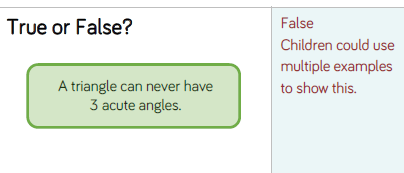 True or False?
A triangle can never have
3 acute angles.
False
Children could use
multiple examples
to show this.